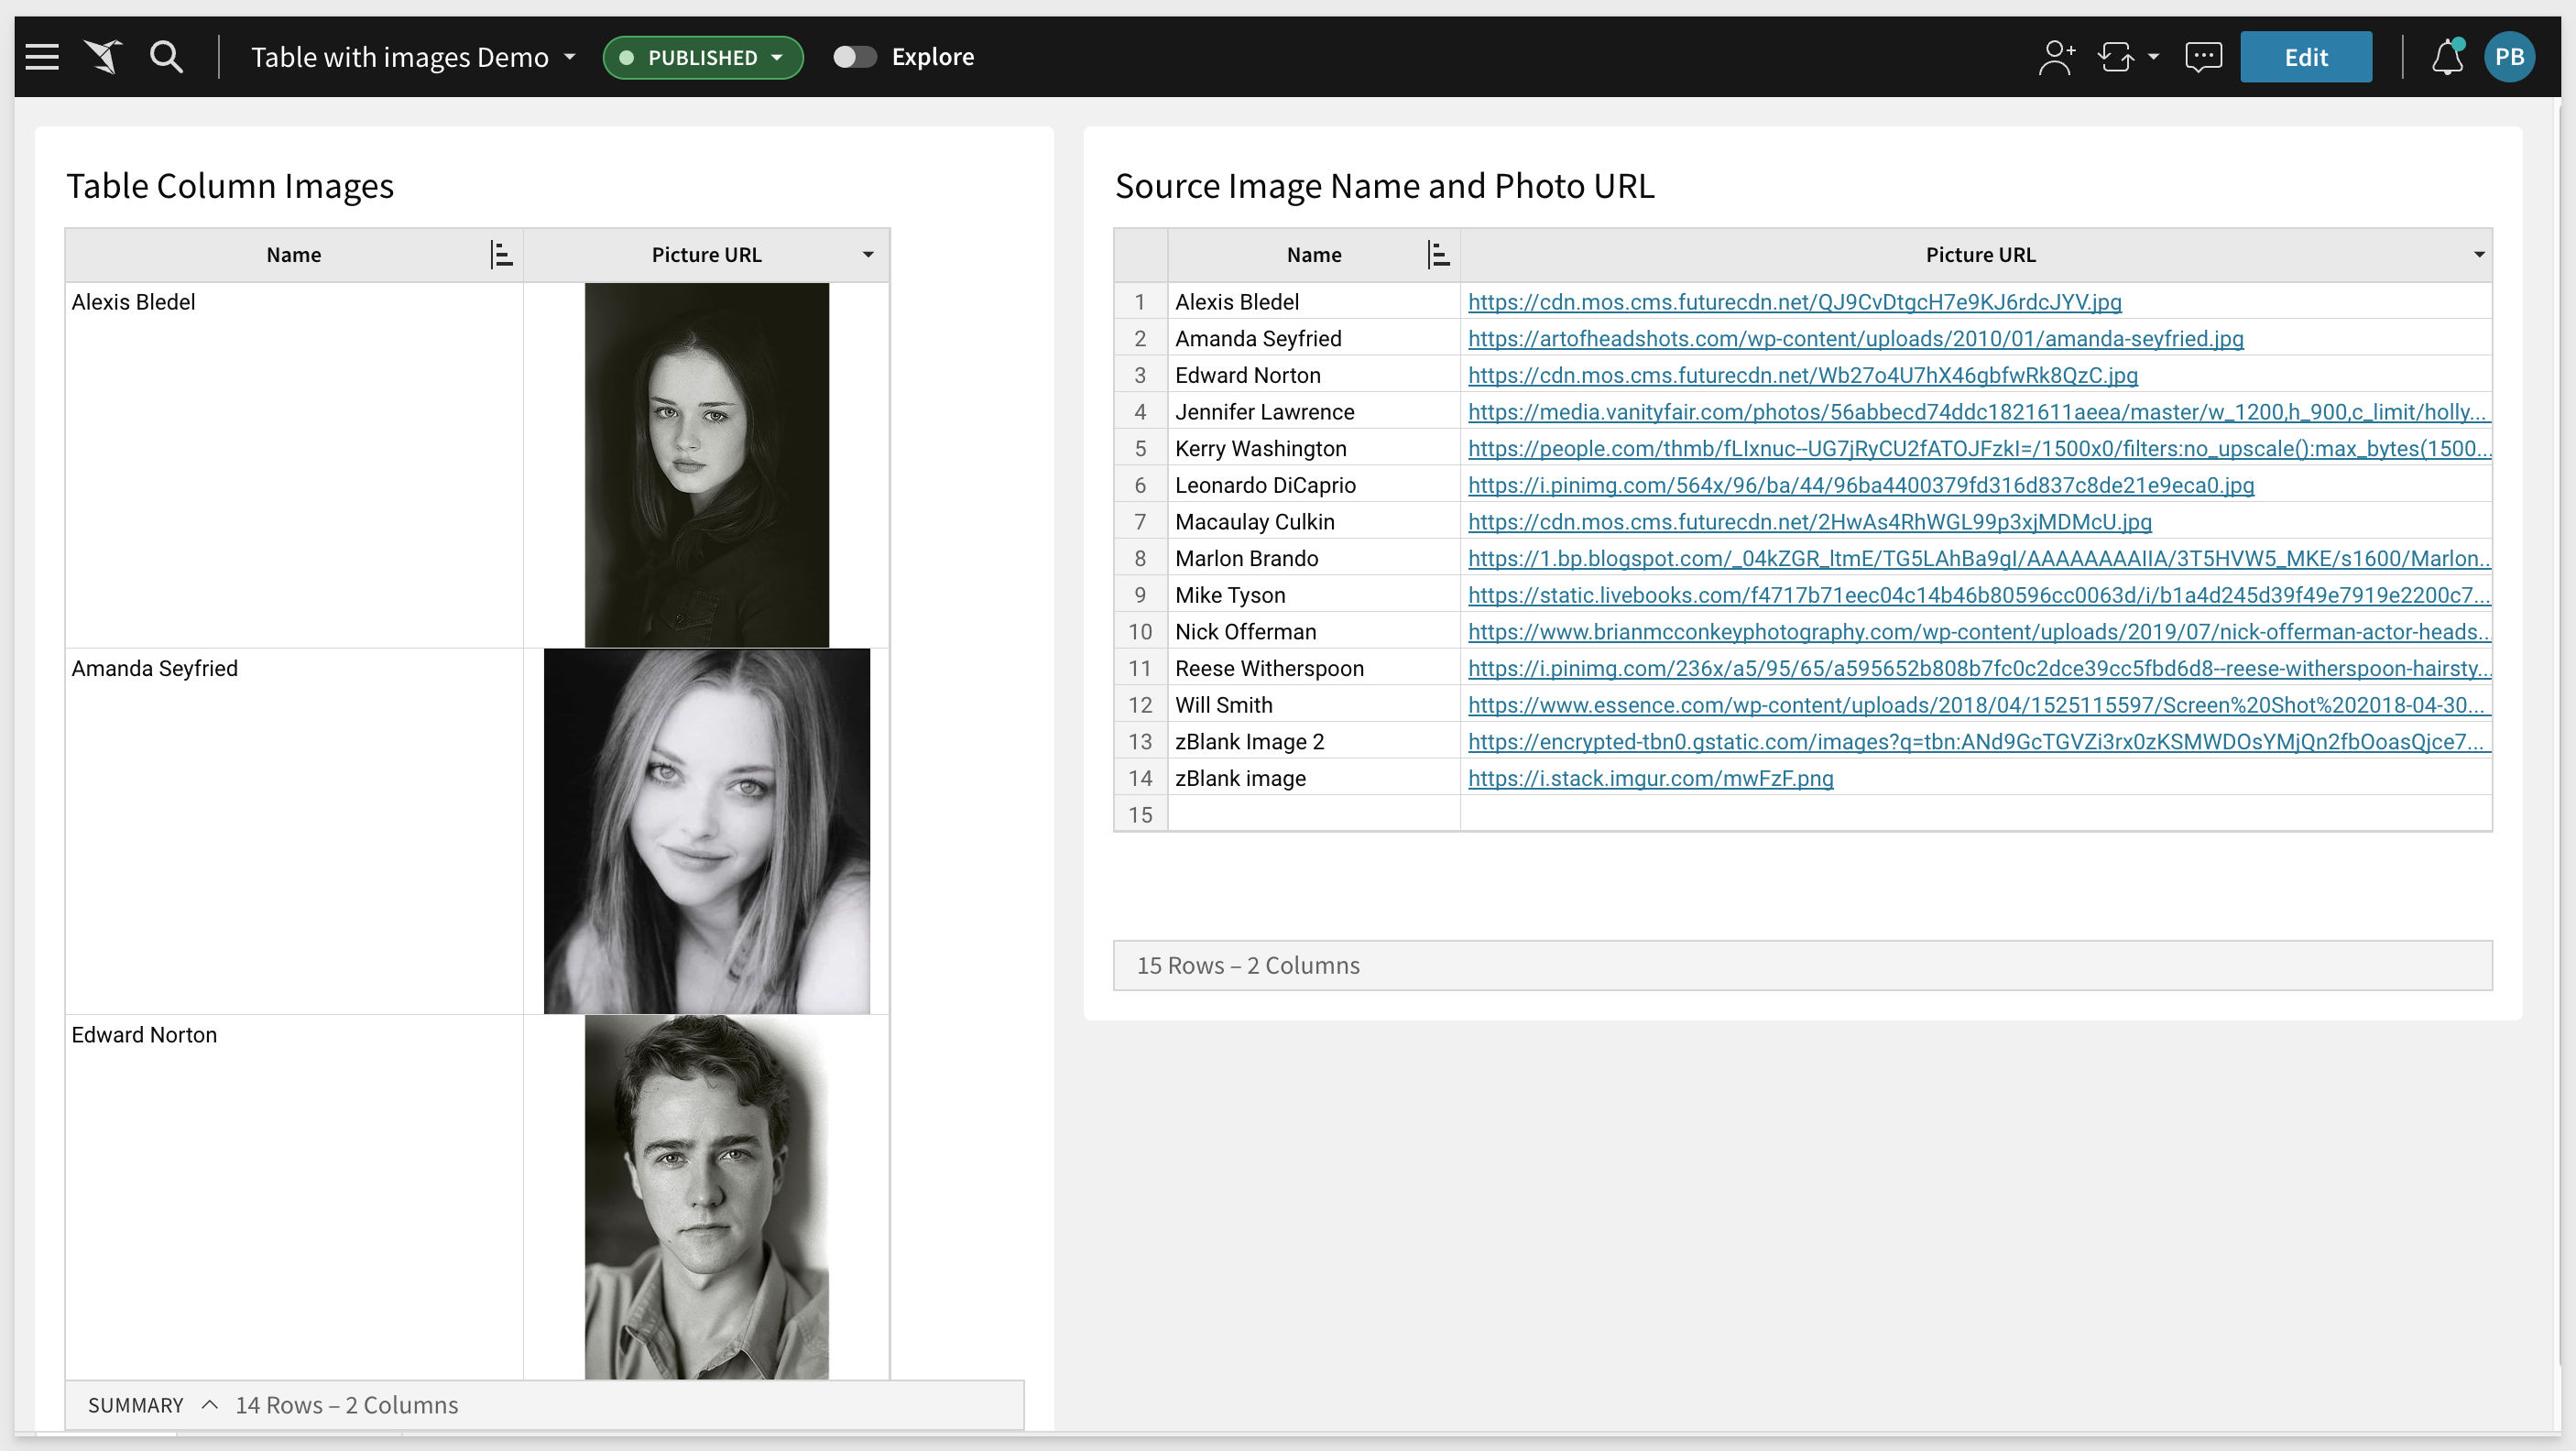 Table with images Demo
PUBLISHED
Explore
Edit
PB
Table Column Images
Name Picture URL
Alexis Bledel
Amanda Seyfried
Edward Norton
SUMMARY 14 Rows – 2 Columns
Source Image Name and Photo URL
Name Picture URL
1 Alexis Bledel https://cdn.mos.cms.futurecdn.net/QJ9CvDtgcH7e9KJ6rdcJYV.jpg
2 Amanda Seyfried https://artofheadshots.com/wp-content/uploads/2010/01/amanda-seyfried.jpg
3 Edward Norton https://cdn.mos.cms.futurecdn.net/Wb27o4U7hX46gbfwRk8QzC.jpg
4 Jennifer Lawrence https://media.vanityfair.com/photos/56abbecd74ddc1821611aeea/master/w_1200,h_900,c_limit/holly...
5 Kerry Washington https://people.com/thmb/fLIxnuc--UG7jRyCU2fATOJFzkI=/1500x0/filters:no_upscale():max_bytes(1500...
6 Leonardo DiCaprio https://i.pinimg.com/564x/96/ba/44/96ba4400379fd316d837c8de21e9eca0.jpg
7 Macaulay Culkin https://cdn.mos.cms.futurecdn.net/2HwAs4RhWGL99p3xjMDMcU.jpg
8 Marlon Brando https://1.bp.blogspot.com/_04kZGR_ltmE/TG5LAhBa9gI/AAAAAAAAIIA/3T5HVW5_MKE/s1600/Marlon...
9 Mike Tyson https://static.livebooks.com/f4717b71eec04c14b46b80596cc0063d/i/b1a4d245d39f49e7919e2200c7...
10 Nick Offerman https://www.brianmcconkeyphotography.com/wp-content/uploads/2019/07/nick-offerman-actor-heads...
11 Reese Witherspoon https://i.pinimg.com/236x/a5/95/65/a595652b808b7fc0c2dce39cc5fbd6d8--reese-witherspoon-hairsty...
12 Will Smith https://www.essence.com/wp-content/uploads/2018/04/1525115597/Screen%20Shot%202018-04-30...
13 zBlank Image 2 https://encrypted-tbn0.gstatic.com/images?q=tbn:ANd9GcTGVZi3rx0zKSMWDOsYMjQn2fbOoasQjce7...
14 zBlank image https://i.stack.imgur.com/mwFzF.png
15
15 Rows – 2 Columns